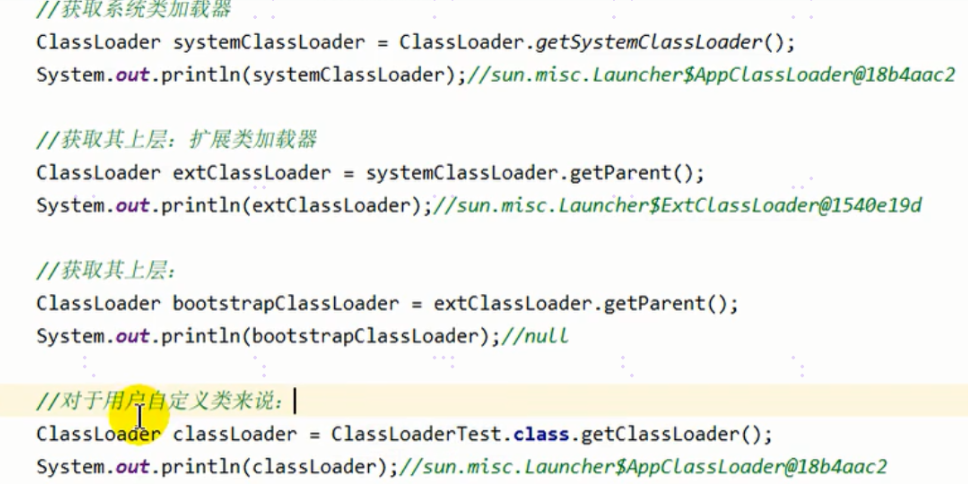 //获取系统类加载器
ClassLoader systemClassLoader = ClassLoader.getSystemClassLoader();
System.out.println(systemClassLoader);//sun.misc.Launcher$AppClassLoader@18b4aac2
//获取其上层：扩展类加载器
ClassLoader extClassLoader = systemClassLoader.getParent();
System.out.println(extClassLoader);//sun.misc.Launcher$ExtClassLoader@1540e19d
//获取其上层：
ClassLoader bootstrapClassLoader = extClassLoader.getParent();
System.out.println(bootstrapClassLoader);//null
//对于用户自定义类来说：
ClassLoader classLoader = ClassLoaderTest.class.getClassLoader();
System.out.println(classLoader);//sun.misc.Launcher$AppClassLoader@18b4aac2